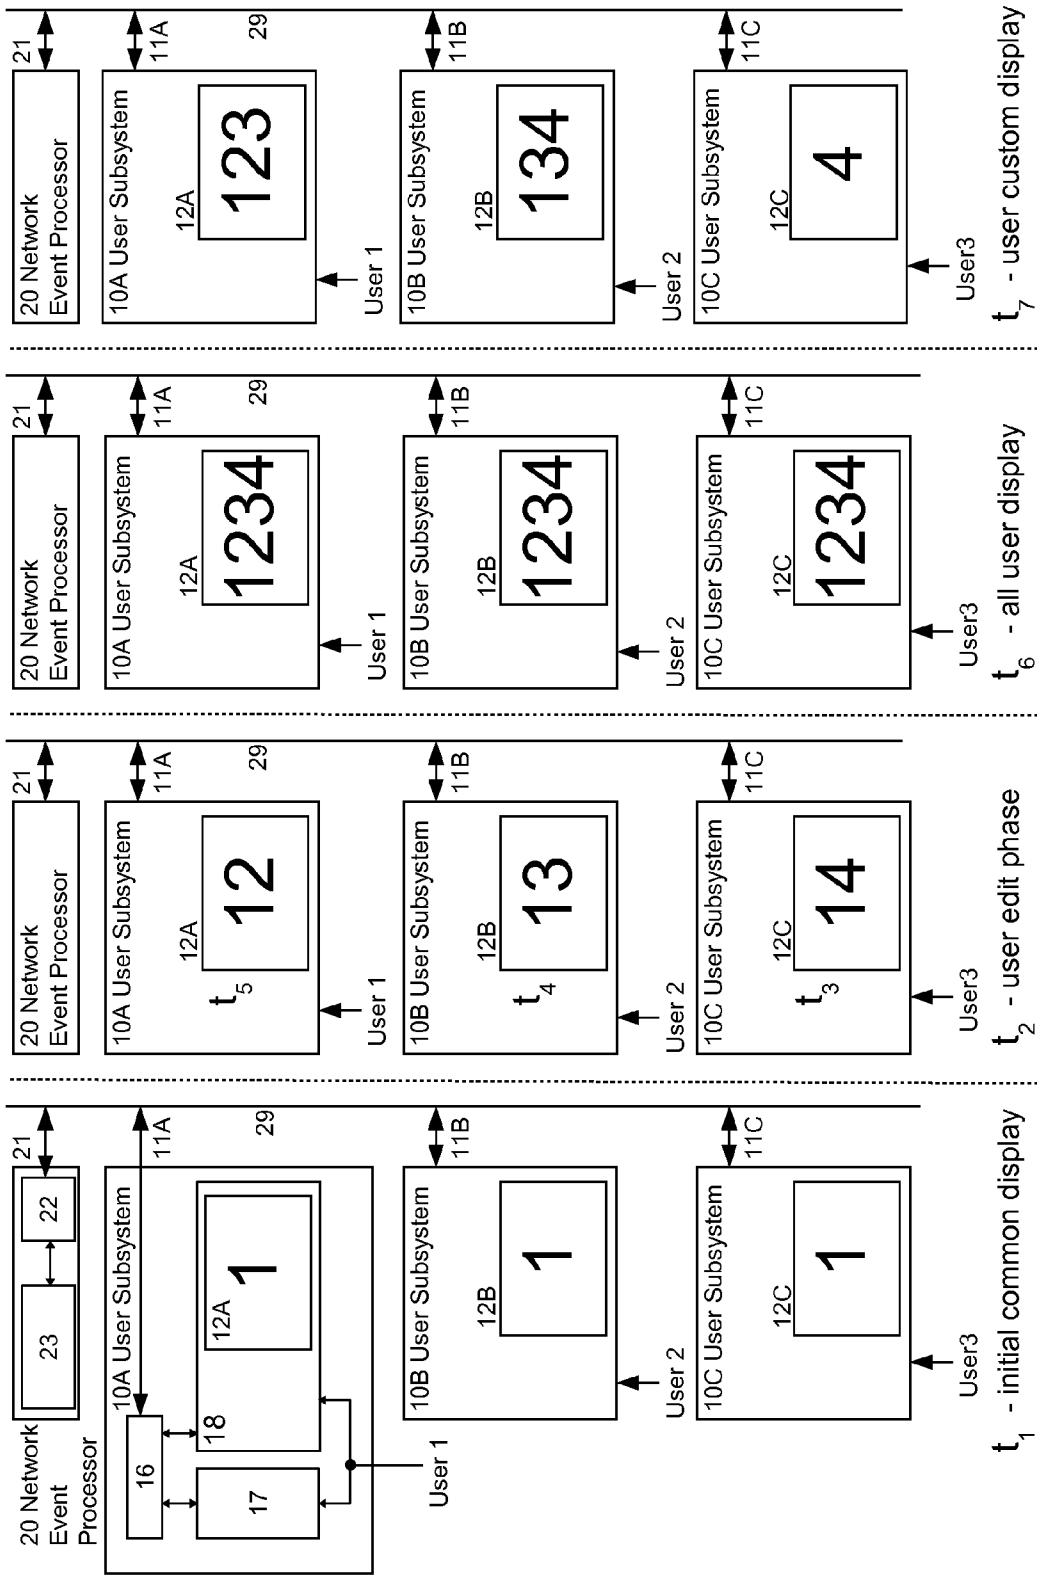 20 Network
Event
Processor
23
22
21
10A User Subsystem
11A
16
17
18
12A
1
29
User 1
10B User Subsystem
11B
12B
1
User 2
10C User Subsystem
11C
12C
1
User3
t1 - initial common display
20 Network
Event Processor
21
10A User Subsystem
11A
12A
t5
12
29
User 1
10B User Subsystem
11B
12B
t4
13
User 2
10C User Subsystem
11C
12C
t3
14
User3
t2 - user edit phase
20 Network
Event Processor
21
10A User Subsystem
11A
12A
1234
29
User 1
10B User Subsystem
11B
12B
1234
User 2
10C User Subsystem
11C
12C
1234
User3
t6 - all user display
20 Network
Event Processor
21
10A User Subsystem
11A
12A
123
29
User 1
10B User Subsystem
11B
12B
134
User 2
10C User Subsystem
11C
12C
4
User3
t7 - user custom display